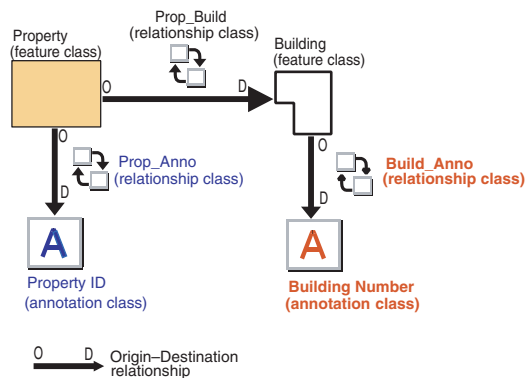 Property
(feature class)
Prop_Build
(relationship class)
Building
(feature class)
O
D
O
D
Prop_Anno
(relationship class)
O
D
Build_Anno
(relationship class)
A
Property ID
(annotation class)
A
Building Number
(annotation class)
O
D
Origin–Destination
relationship